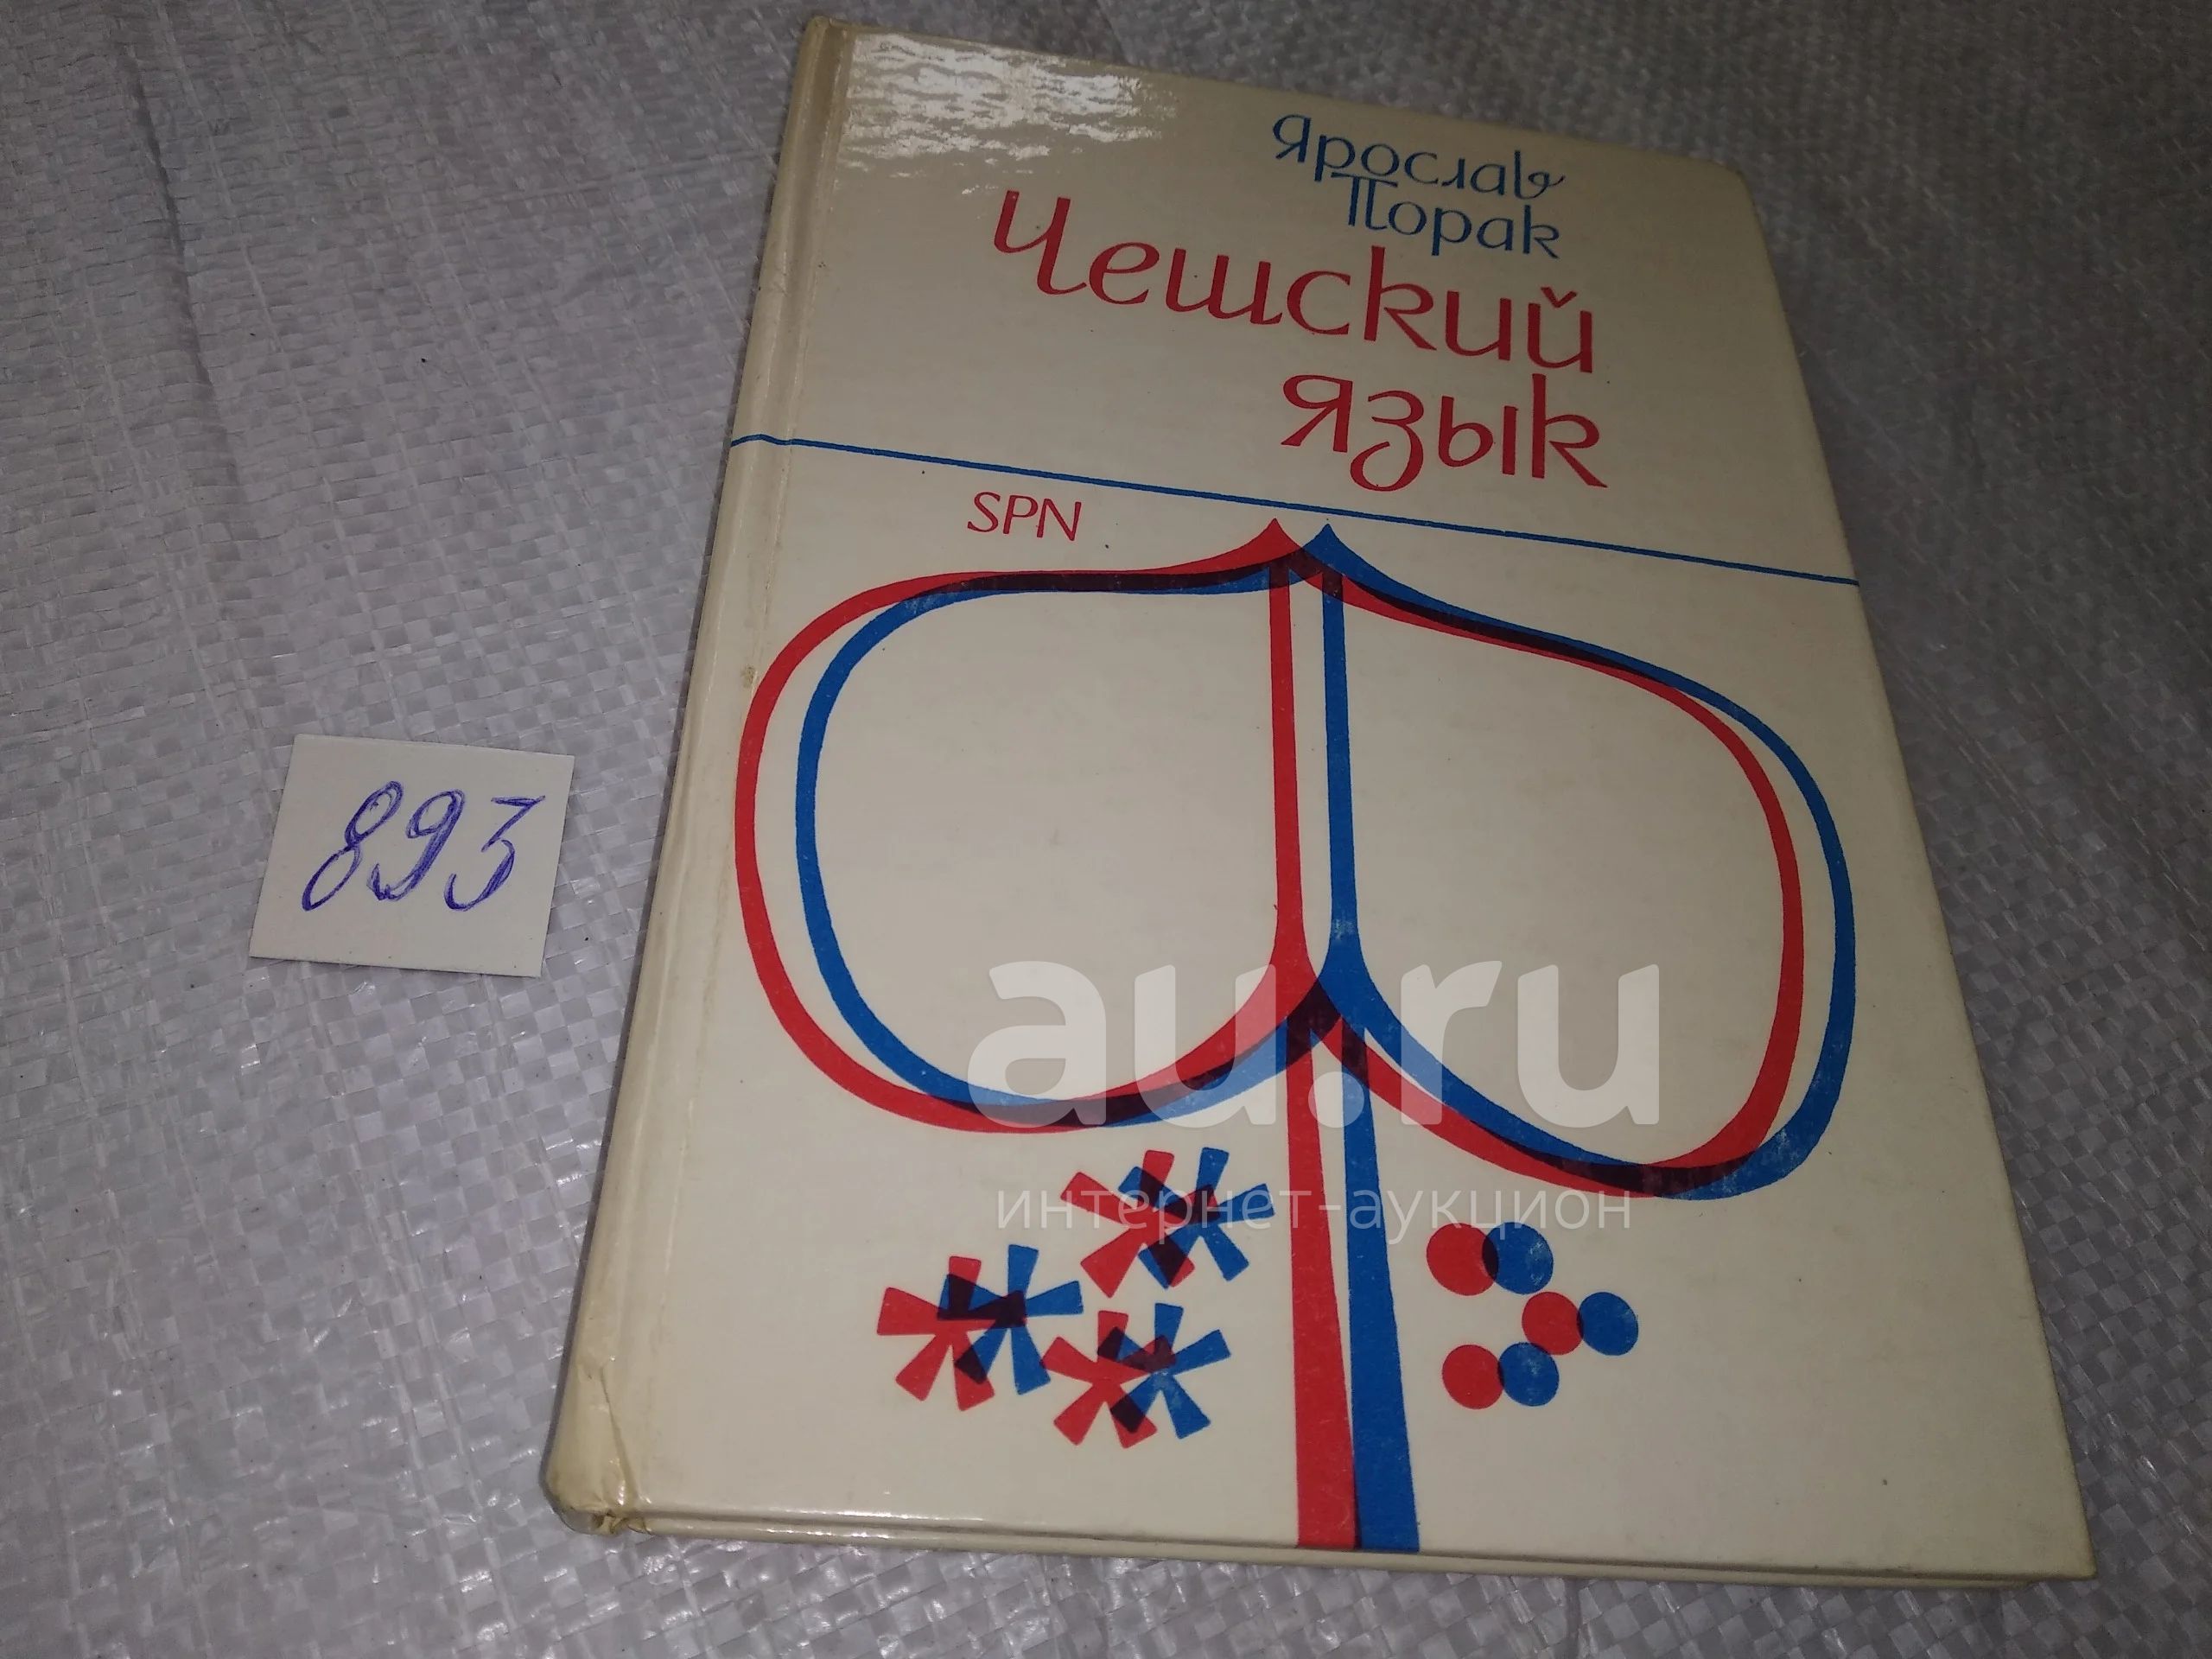 Ярослав
Порак
Чешский
язык
SPN
893
au.ru
интернет-аукцион